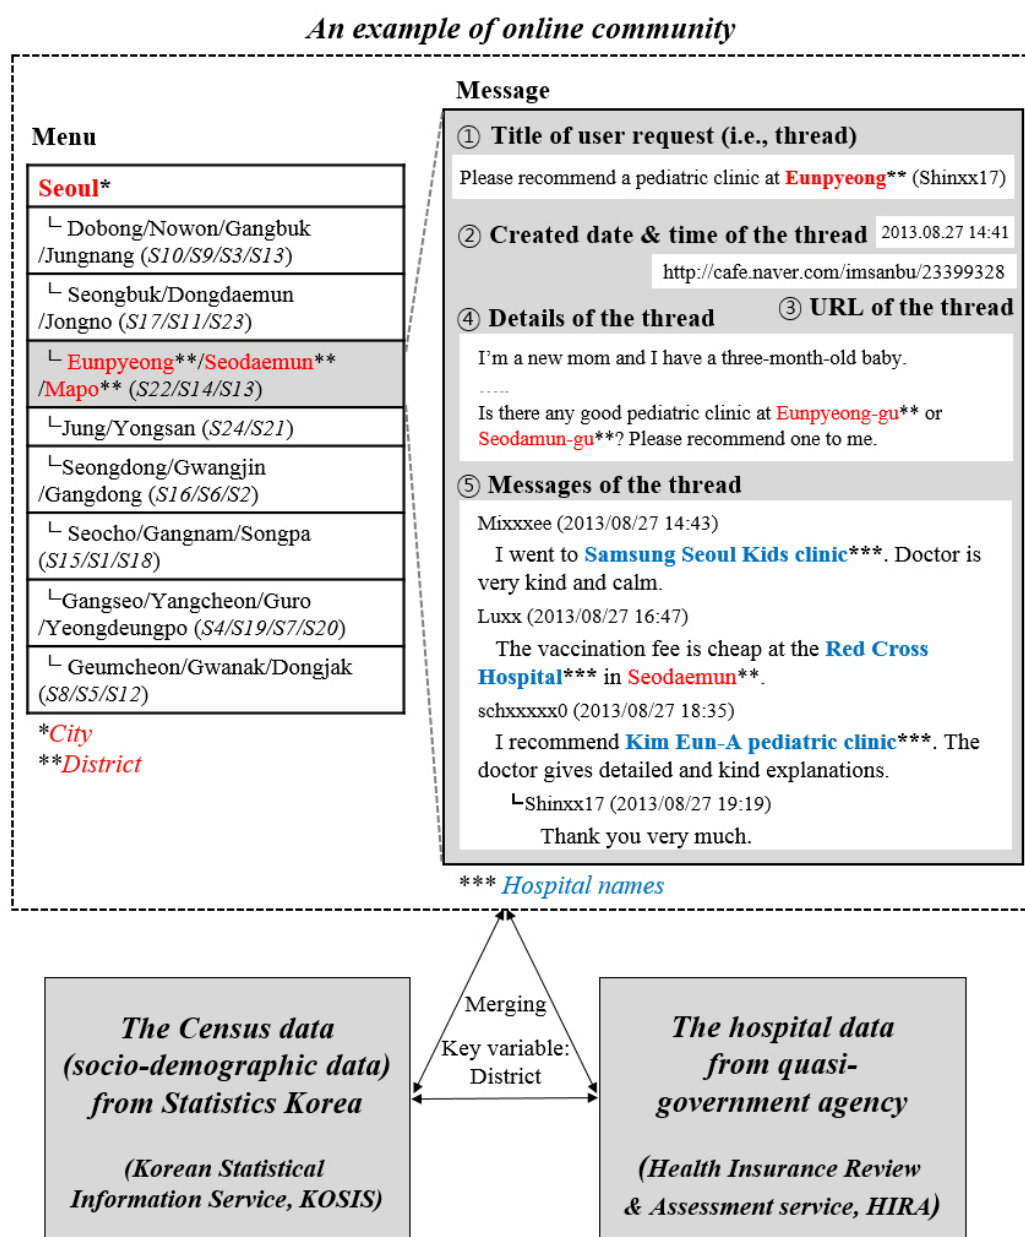 An example of online community
Menu
Seoul*
└ Dobong/Nowon/Gangbuk
/Jungnang (S10/S9/S3/S13)
└ Seongbuk/Dongdaemun
/Jongno (S17/S11/S23)
└ Eunpyeong**/Seodaemun**
/Mapo** (S22/S14/S13)
└Jung/Yongsan (S24/S21)
└Seongdong/Gwangjin
/Gangdong (S16/S6/S2)
└ Seocho/Gangnam/Songpa
(S15/S1/S18)
└Gangseo/Yangcheon/Guro
/Yeongdeungpo (S4/S19/S7/S20)
└ Geumcheon/Gwanak/Dongjak
(S8/S5/S12)
*City
**District
Message
① Title of user request (i.e., thread)
Please recommend a pediatric clinic at Eunpyeong** (Shinxx17)
② Created date & time of the thread 2013.08.27 14:41
http://cafe.naver.com/imsanbu/23399328
③ URL of the thread
④ Details of the thread
I'm a new mom and I have a three-month-old baby.
.....
Is there any good pediatric clinic at Eunpyeong-gu** or
Seodamun-gu**? Please recommend one to me.
⑤ Messages of the thread
Mixxxee (2013/08/27 14:43)
I went to Samsung Seoul Kids clinic***. Doctor is
very kind and calm.
Luxx (2013/08/27 16:47)
The vaccination fee is cheap at the Red Cross
Hospital*** in Seodaemun**.
schxxxxx0 (2013/08/27 18:35)
I recommend Kim Eun-A pediatric clinic***. The
doctor gives detailed and kind explanations.
┗Shinxx17 (2013/08/27 19:19)
Thank you very much.
*** Hospital names
Merging
Key variable:
District
The Census data
(socio-demographic data)
from Statistics Korea
(Korean Statistical
Information Service, KOSIS)
The hospital data
from quasi-
government agency
(Health Insurance Review
& Assessment service, HIRA)